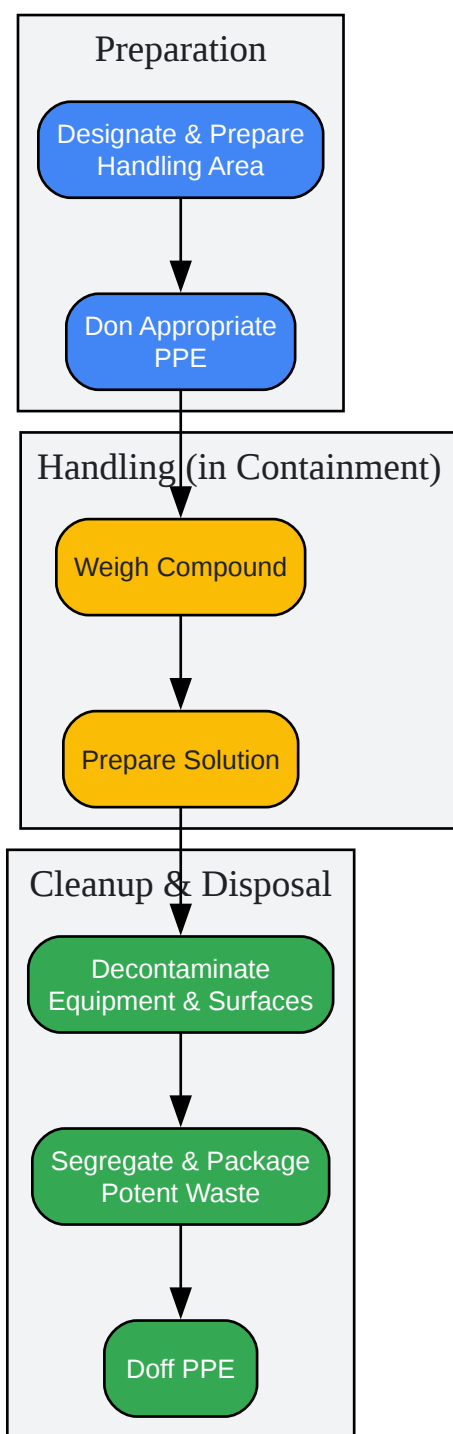 Preparation
Designate & Prepare
Handling Area
Don Appropriate
PPE
Handling (in Containment)
Weigh Compound
Prepare Solution
Cleanup & Disposal
Decontaminate
Equipment & Surfaces
Segregate & Package
Potent Waste
Doff PPE